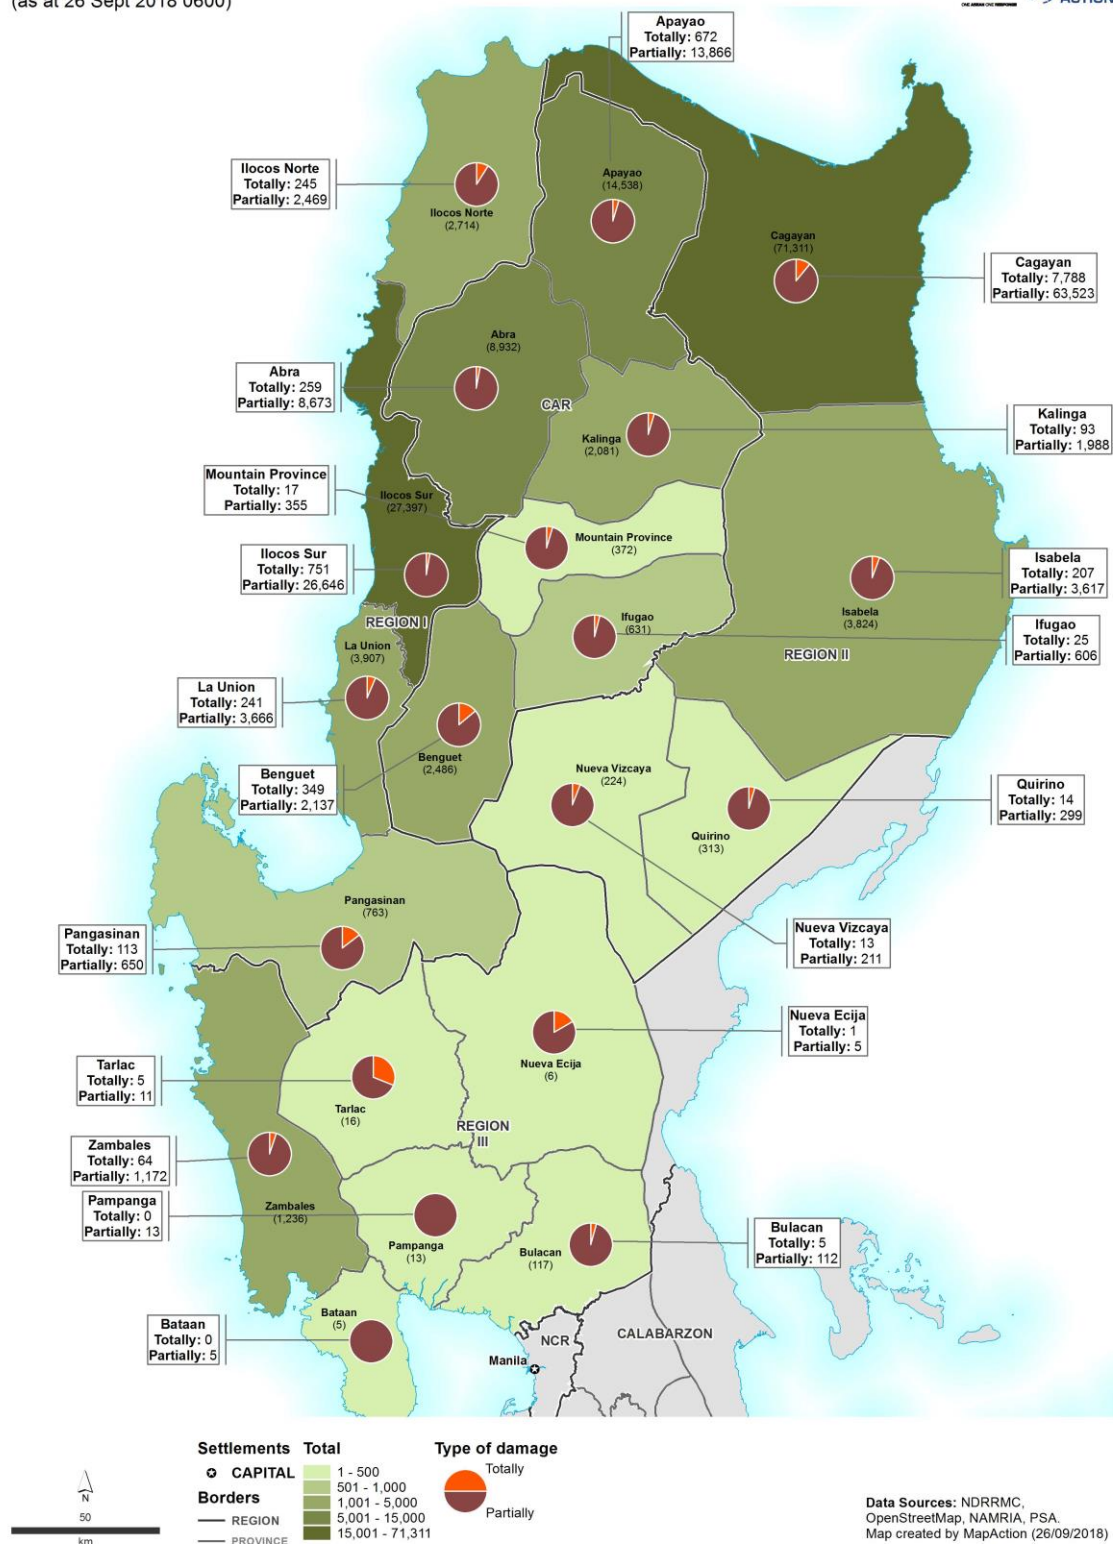 (as at 26 Sept 2018 0600)
ACTION
Apayao
Totally: 672
Partially: 13,866
Ilocos Norte
Totally: 245
Partially: 2,469
Ilocos Norte
(2,714)
Apayao
(14,538)
Cagayan
(71,311)
Cagayan
Totally: 7,788
Partially: 63,523
Abra
(8,932)
Abra
Totally: 259
Partially: 8,673
CAR
Kalinga
(2,081)
Kalinga
Totally: 93
Partially: 1,988
Mountain Province
Totally: 17
Partially: 355
Ilocos Sur
(27,397)
Mountain Province
(372)
Ilocos Sur
Totally: 751
Partially: 26,646
Isabela
(3,824)
Isabela
Totally: 207
Partially: 3,617
REGION I
Ifugao
(631)
Ifugao
Totally: 25
Partially: 606
REGION II
La Union
(3,907)
La Union
Totally: 241
Partially: 3,666
Benguet
(2,486)
Benguet
Totally: 349
Partially: 2,137
Nueva Vizcaya
(224)
Quirino
(313)
Quirino
Totally: 14
Partially: 299
Pangasinan
(763)
Pangasinan
Totally: 113
Partially: 650
Nueva Vizcaya
Totally: 13
Partially: 211
Nueva Ecija
Totally: 1
Partially: 5
Nueva Ecija
(6)
Tarlac
Totally: 5
Partially: 11
Tarlac
(16)
REGION
III
Zambales
Totally: 64
Partially: 1,172
Pampanga
Totally: 0
Partially: 13
Zambales
(1,236)
Pampanga
(13)
Bulacan
(117)
Bulacan
Totally: 5
Partially: 112
Bataan
(5)
Bataan
Totally: 0
Partially: 5
NCR
CALABARZON
Manila
N
50
km
Settlements
CAPITAL
Borders
REGION
PROVINCE
Total
1 - 500
501 - 1,000
1,001 - 5,000
5,001 - 15,000
15,001 - 71,311
Type of damage
Totally
Partially
Data Sources: NDRRMC,
OpenStreetMap, NAMRIA, PSA.
Map created by MapAction (26/09/2018)